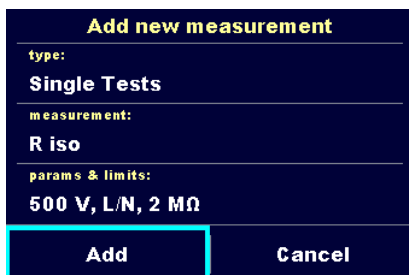 Add new measurement
type:
Single Tests
measurement:
R iso
params & limits:
500 V, L/N, 2 MΩ
Add Cancel